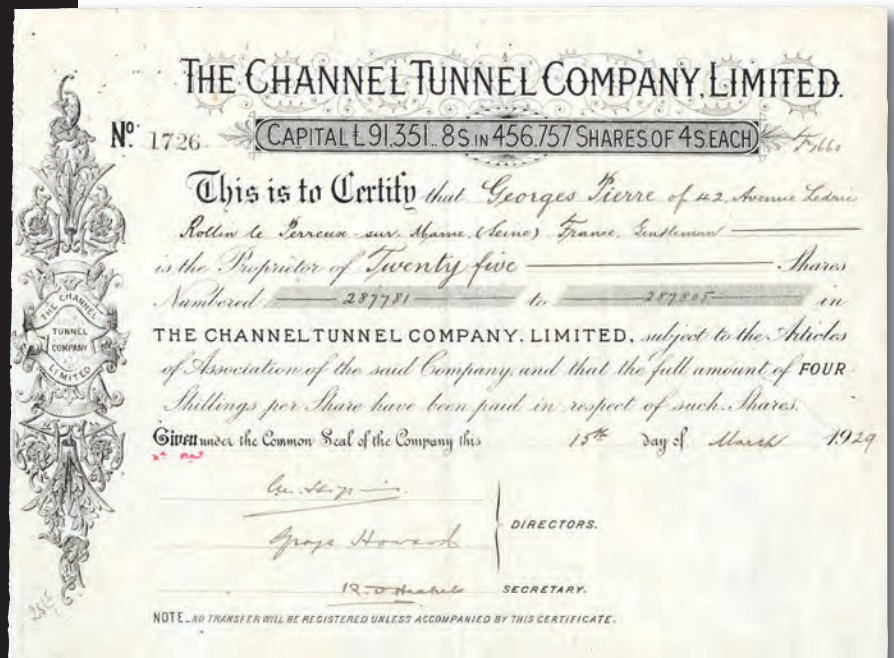 THE CHANNEL TUNNEL COMPANY, LIMITED.
No. 1726 CAPITAL £91,351..8S. IN 456,757 SHARES OF 4S. EACH
This is to Certify that Georges Pierre of 42, Avenue Ledru
Rollin le Perreux-sur-Marne. (Seine) France. Gentleman
is the Proprietor of Twenty five Shares
Numbered 287781 to 287805 in
THE CHANNEL TUNNEL COMPANY. LIMITED, subject to the Articles
of Association of the said Company, and that the full amount of FOUR
Shillings per Share have been paid in respect of such Shares.
Given under the Common Seal of the Company this 15th day of March 1929
THE CHANNEL
TUNNEL
COMPANY
LIMITED
Howard
DIRECTORS.
SECRETARY.
NOTE_NO TRANSFER WILL BE REGISTERED UNLESS ACCOMPANIED BY THIS CERTIFICATE.